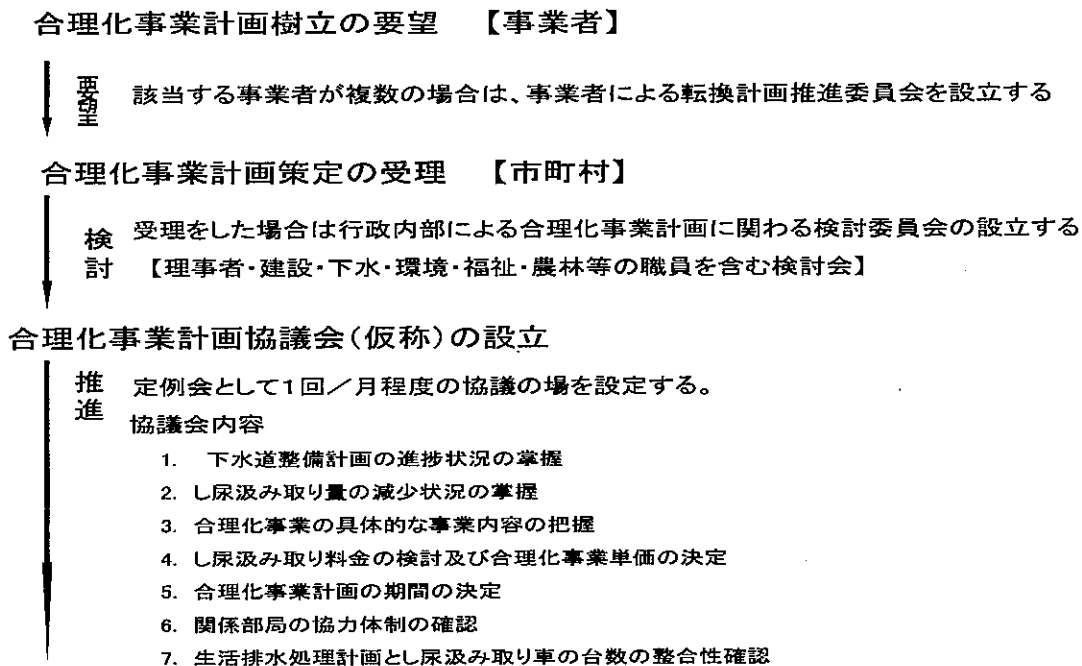 合理化事業計画樹立の要望　【事業者】
要望
該当する事業者が複数の場合は、事業者による転換計画推進委員会を設立する
合理化事業計画策定の受理　【市町村】
検討
受理をした場合は行政内部による合理化事業計画に関わる検討委員会の設立する
【理事者・建設・下水・環境・福祉・農林等の職員を含む検討会】
合理化事業計画協議会(仮称)の設立
推進
定例会として1回／月程度の協議の場を設定する。
協議会内容
1.　下水道整備計画の進捗状況の掌握
2. し尿汲み取り量の減少状況の掌握
3. 合理化事業の具体的な事業内容の把握
4. し尿汲み取り料金の検討及び合理化事業単価の決定
5. 合理化事業計画の期間の決定
6. 関係部局の協力体制の確認
7. 生活排水処理計画とし尿汲み取り車の台数の整合性確認